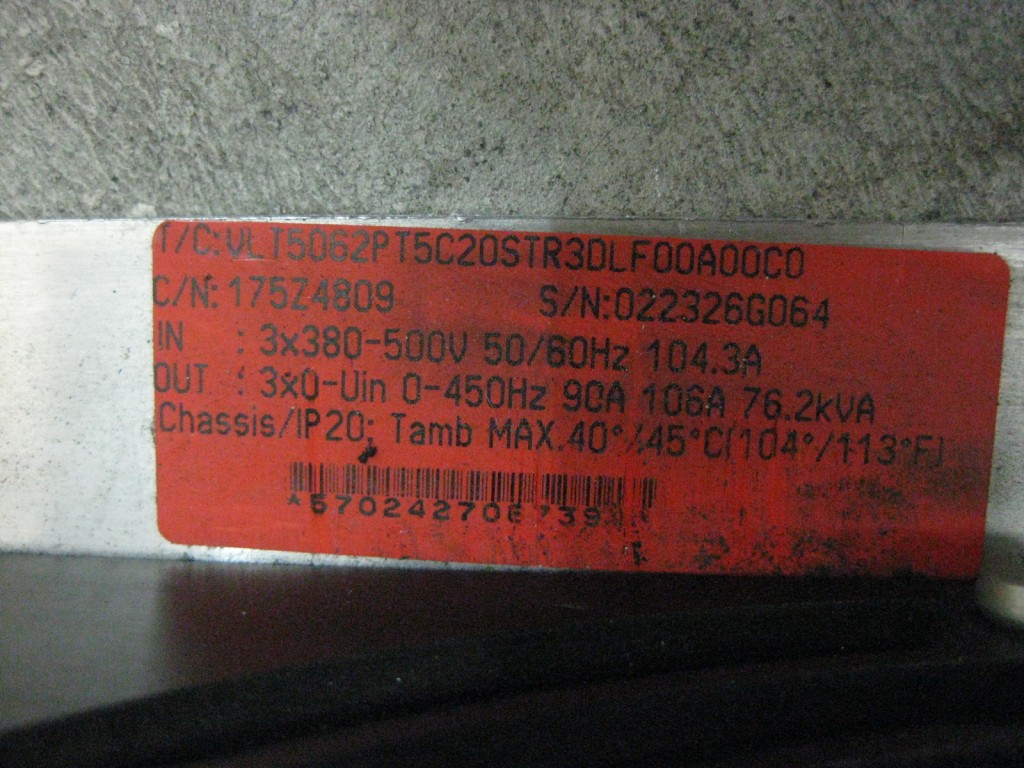 T/C:VLT5062PT5C20STR3DLF00A00C0
C/N: 175Z4809 S/N:022326G064
IN : 3x380-500V 50/60Hz 104.3A
OUT : 3x0-Uin 0-450Hz 90A 106A 76.2kVA
Chassis/IP20; Tamb MAX.40°/45°C(104°/113°F)